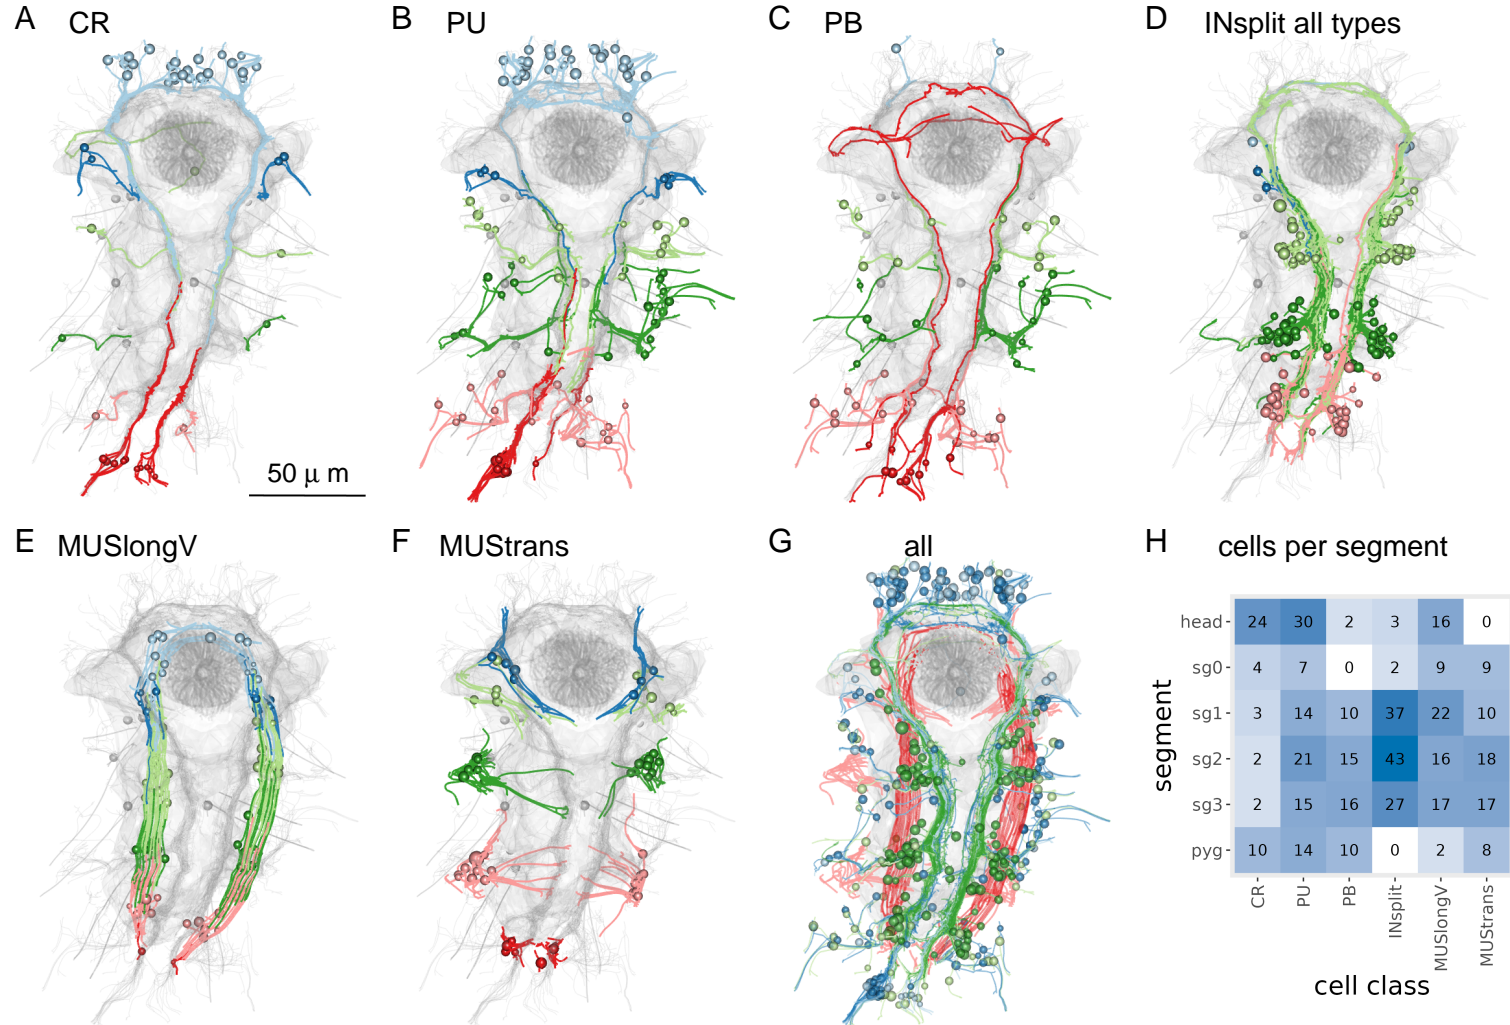 A CR
B PU
C PB
D INsplit all types
50 μ m
E MUSlongV
F MUStrans
G all
H cells per segment
segment
head 24 30 2 3 16 0
sg0 4 7 0 2 9 9
sg1 3 14 10 37 22 10
sg2 2 21 15 43 16 18
sg3 2 15 16 27 17 17
pyg 10 14 10 0 2 8
CR PU PB INsplit MUSlongV MUStrans
cell class